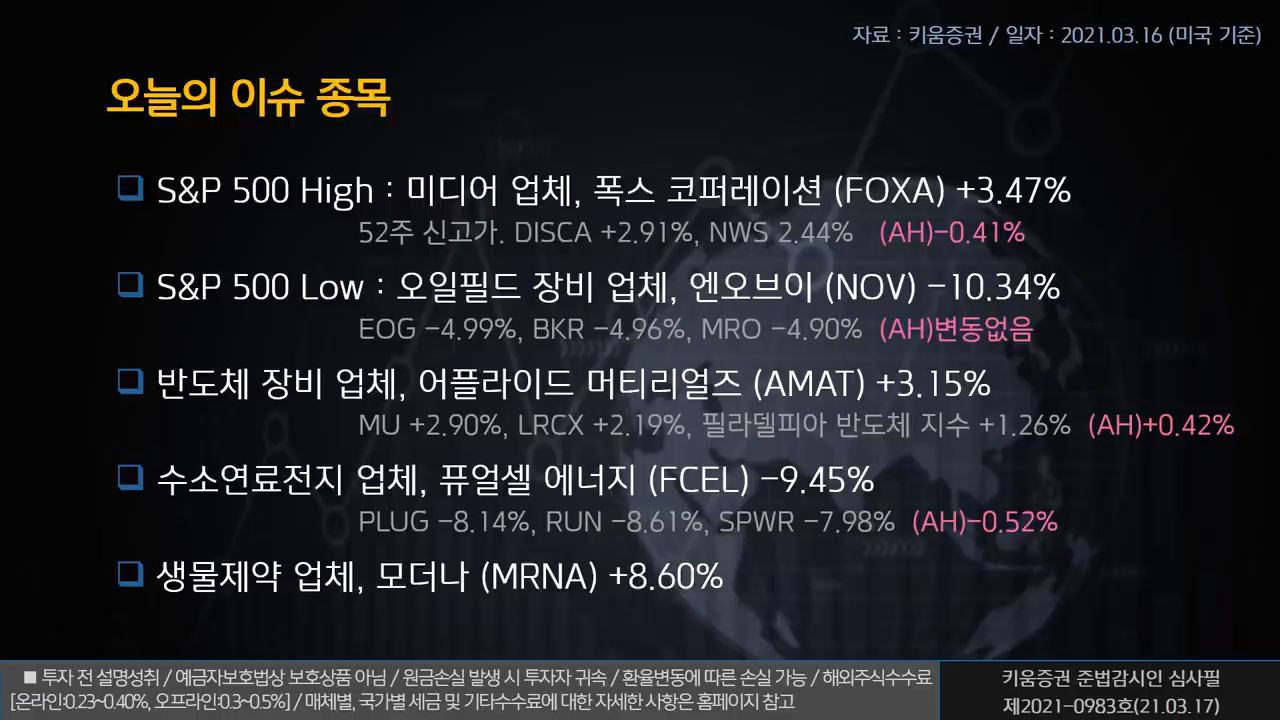 자료 : 키움증권 / 일자 : 2021.03.16 (미국 기준)
오늘의 이슈 종목
❏ S&P 500 High : 미디어 업체, 폭스 코퍼레이션 (FOXA) +3.47%
52주 신고가. DISCA +2.91%, NWS 2.44% (AH)-0.41%
❏ S&P 500 Low : 오일필드 장비 업체, 엔오브이 (NOV) -10.34%
EOG -4.99%, BKR -4.96%, MRO -4.90% (AH)변동없음
❏ 반도체 장비 업체, 어플라이드 머티리얼즈 (AMAT) +3.15%
MU +2.90%, LRCX +2.19%, 필라델피아 반도체 지수 +1.26% (AH)+0.42%
❏ 수소연료전지 업체, 퓨얼셀 에너지 (FCEL) -9.45%
PLUG -8.14%, RUN -8.61%, SPWR -7.98% (AH)-0.52%
❏ 생물제약 업체, 모더나 (MRNA) +8.60%
■ 투자 전 설명성취 / 예금자보호법상 보호상품 아님 / 원금손실 발생 시 투자자 귀속 / 환율변동에 따른 손실 가능 / 해외주식수수료
[온라인:0.23~0.40%, 오프라인:0.3~0.5%] / 매체별, 국가별 세금 및 기타수수료에 대한 자세한 사항은 홈페이지 참고
키움증권 준법감시인 심사필
제2021-0983호(21.03.17)